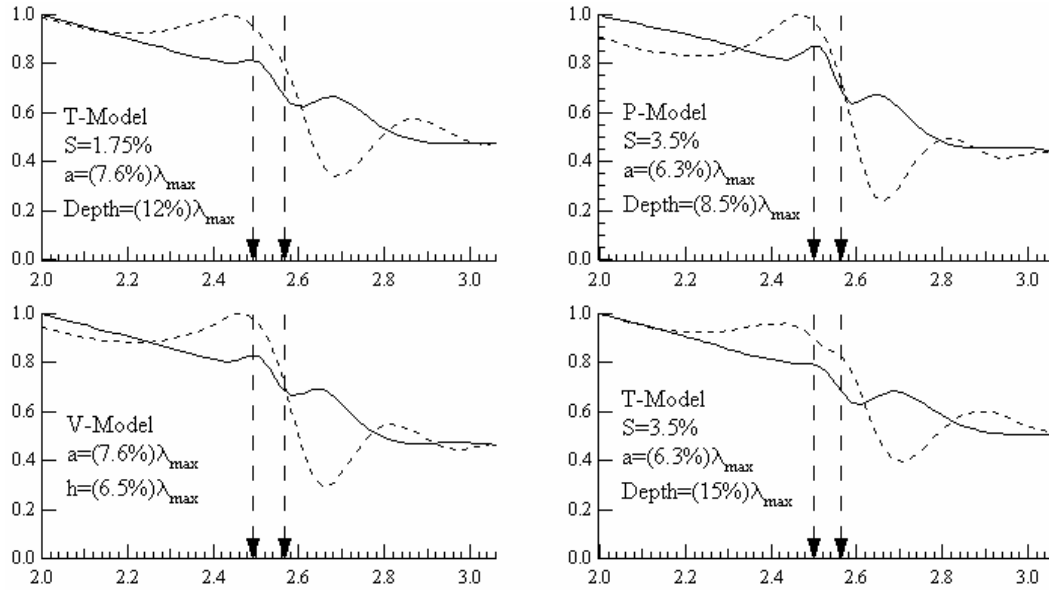 1.0
0.8
0.6
0.4
0.2
0.0
T-Model
S=1.75%
a=(7.6%)λmax
Depth=(12%)λmax
2.0 2.2 2.4 2.6 2.8 3.0
1.0
0.8
0.6
0.4
0.2
0.0
P-Model
S=3.5%
a=(6.3%)λmax
Depth=(8.5%)λmax
2.0 2.2 2.4 2.6 2.8 3.0
1.0
0.8
0.6
0.4
0.2
0.0
V-Model
a=(7.6%)λmax
h=(6.5%)λmax
2.0 2.2 2.4 2.6 2.8 3.0
1.0
0.8
0.6
0.4
0.2
0.0
T-Model
S=3.5%
a=(6.3%)λmax
Depth=(15%)λmax
2.0 2.2 2.4 2.6 2.8 3.0